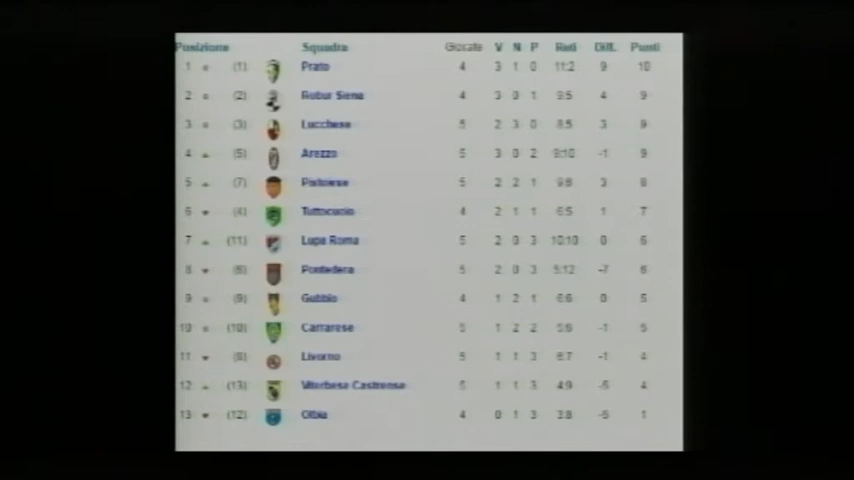 Posizione Squadra Giocate V N P Reti Diff. Punti
1 (1) Prato 4 3 1 0 11:2 9 10
2 (2) Robur Siena 4 3 0 1 9:5 4 9
3 (3) Lucchese 5 2 3 0 8:5 3 9
4 (5) Arezzo 5 3 0 2 9:10 -1 9
5 (7) Pistoiese 5 2 2 1 9:6 3 8
6 (4) Tuttocuoio 4 2 1 1 6:5 1 7
7 (11) Lupa Roma 5 2 0 3 10:10 0 6
8 (6) Pontedera 5 2 0 3 5:12 -7 6
9 (9) Gubbio 4 1 2 1 6:6 0 5
10 (10) Carrarese 5 1 2 2 5:6 -1 5
11 (8) Livorno 5 1 1 3 6:7 -1 4
12 (13) Viterbese Castrense 5 1 1 3 4:9 -5 4
13 (12) Olbia 4 0 1 3 3:8 -5 1